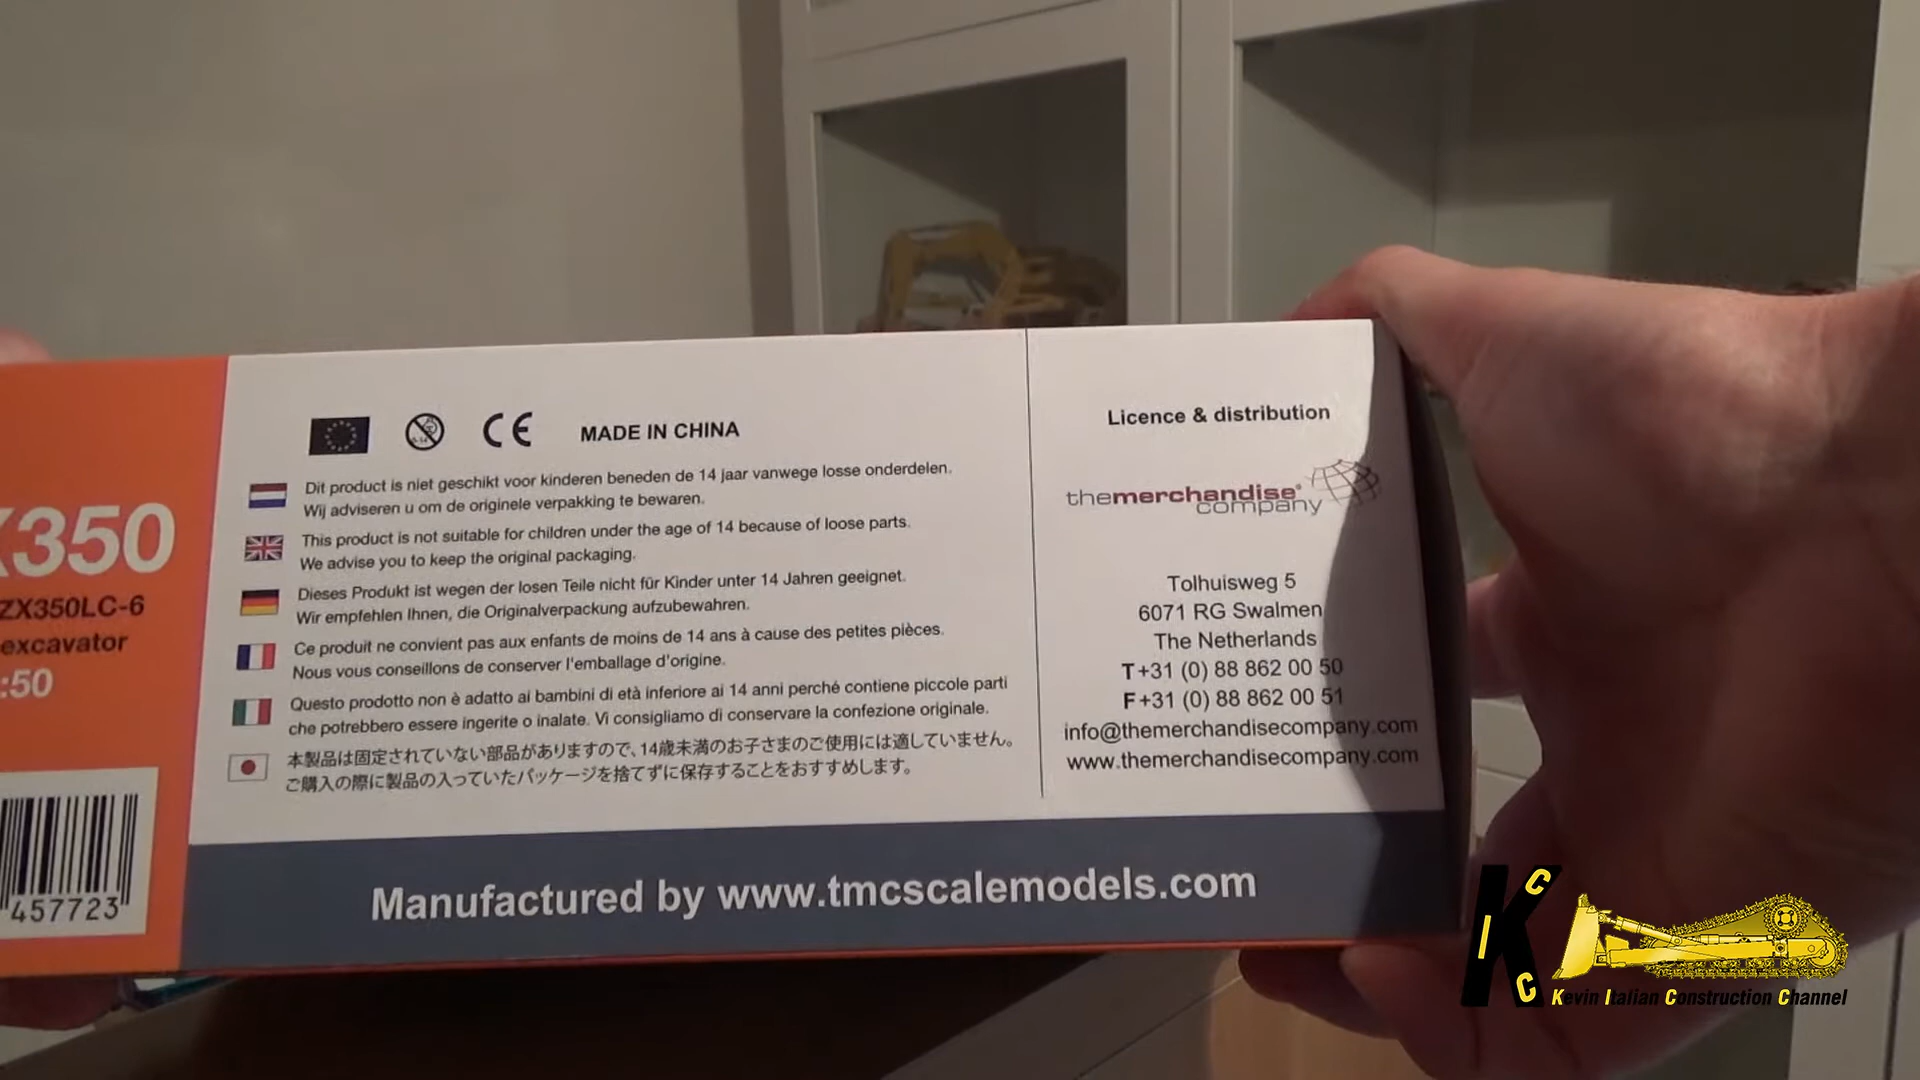 X350
ZX350LC-6
excavator
:50
457723
CE
MADE IN CHINA
Dit product is niet geschikt voor kinderen beneden de 14 jaar vanwege losse onderdelen.
Wij adviseren u om de originele verpakking te bewaren.
This product is not suitable for children under the age of 14 because of loose parts.
We advise you to keep the original packaging.
Dieses Produkt ist wegen der losen Teile nicht für Kinder unter 14 Jahren geeignet.
Wir empfehlen Ihnen, die Originalverpackung aufzubewahren.
Ce produit ne convient pas aux enfants de moins de 14 ans à cause des petites pièces.
Nous vous conseillons de conserver l'emballage d'origine.
Questo prodotto non è adatto ai bambini di età inferiore ai 14 anni perché contiene piccole parti
che potrebbero essere ingerite o inalate. Vi consigliamo di conservare la confezione originale.
本製品は固定されていない部品がありますので、14歳未満のお子さまのご使用には適していません。
ご購入の際に製品の入っていたパッケージを捨てずに保存することをおすすめします。
Licence & distribution
themerchandise®
company
Tolhuisweg 5
6071 RG Swalmen
The Netherlands
T+31 (0) 88 862 00 50
F+31 (0) 88 862 00 51
info@themerchandisecompany.com
www.themerchandisecompany.com
Manufactured by www.tmcscalemodels.com
KICC
Kevin Italian Construction Channel